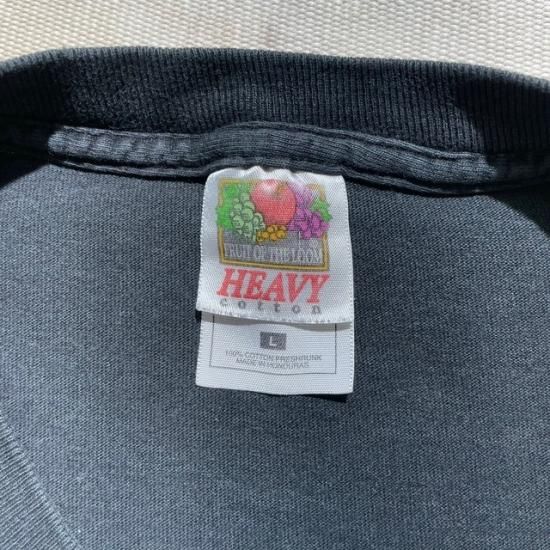 FRUIT OF THE LOOM
HEAVY
cotton
L
100% COTTON PRESHRUNK
MADE IN HONDURAS